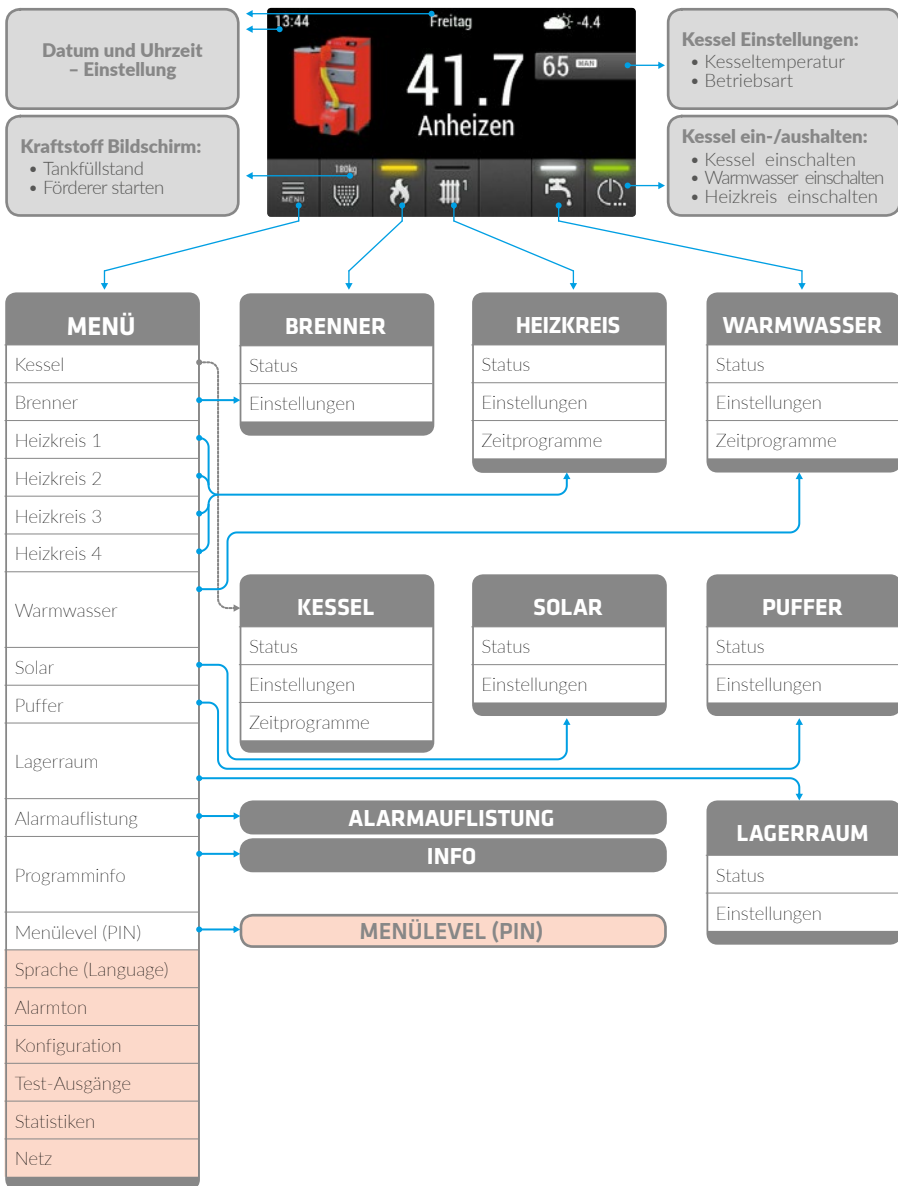 Datum und Uhrzeit
– Einstellung
Kraftstoff Bildschirm:
• Tankfüllstand
• Förderer starten
13:44
Freitag
-4.4
41.7
65 MAN
Anheizen
MENU
180kg
1
Kessel Einstellungen:
• Kesseltemperatur
• Betriebsart
Kessel ein-/aushalten:
• Kessel einschalten
• Warmwasser einschalten
• Heizkreis einschalten
MENÜ
Kessel
Brenner
Heizkreis 1
Heizkreis 2
Heizkreis 3
Heizkreis 4
Warmwasser
Solar
Puffer
Lagerraum
Alarmauflistung
Programminfo
Menülevel (PIN)
Sprache (Language)
Alarmton
Konfiguration
Test-Ausgänge
Statistiken
Netz
BRENNER
Status
Einstellungen
HEIZKREIS
Status
Einstellungen
Zeitprogramme
WARMWASSER
Status
Einstellungen
Zeitprogramme
KESSEL
Status
Einstellungen
Zeitprogramme
SOLAR
Status
Einstellungen
PUFFER
Status
Einstellungen
ALARMAUFLISTUNG
INFO
MENÜLEVEL (PIN)
LAGERRAUM
Status
Einstellungen